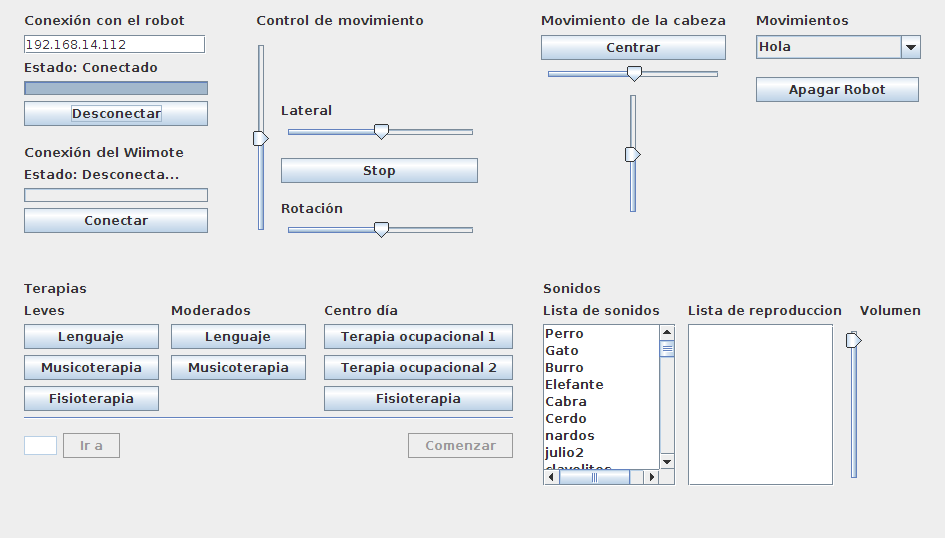 Conexión con el robot
192.168.14.112
Estado: Conectado
Desconectar
Conexión del Wiimote
Estado: Desconecta...
Conectar
Control de movimiento
Lateral
Stop
Rotación
Movimiento de la cabeza
Centrar
Movimientos
Hola
Apagar Robot
Terapias
Leves
Lenguaje
Musicoterapia
Fisioterapia
Moderados
Lenguaje
Musicoterapia
Centro día
Terapia ocupacional 1
Terapia ocupacional 2
Fisioterapia
Ir a
Comenzar
Sonidos
Lista de sonidos
Perro
Gato
Burro
Elefante
Cabra
Cerdo
nardos
julio2
clavelitos
Lista de reproduccion
Volumen